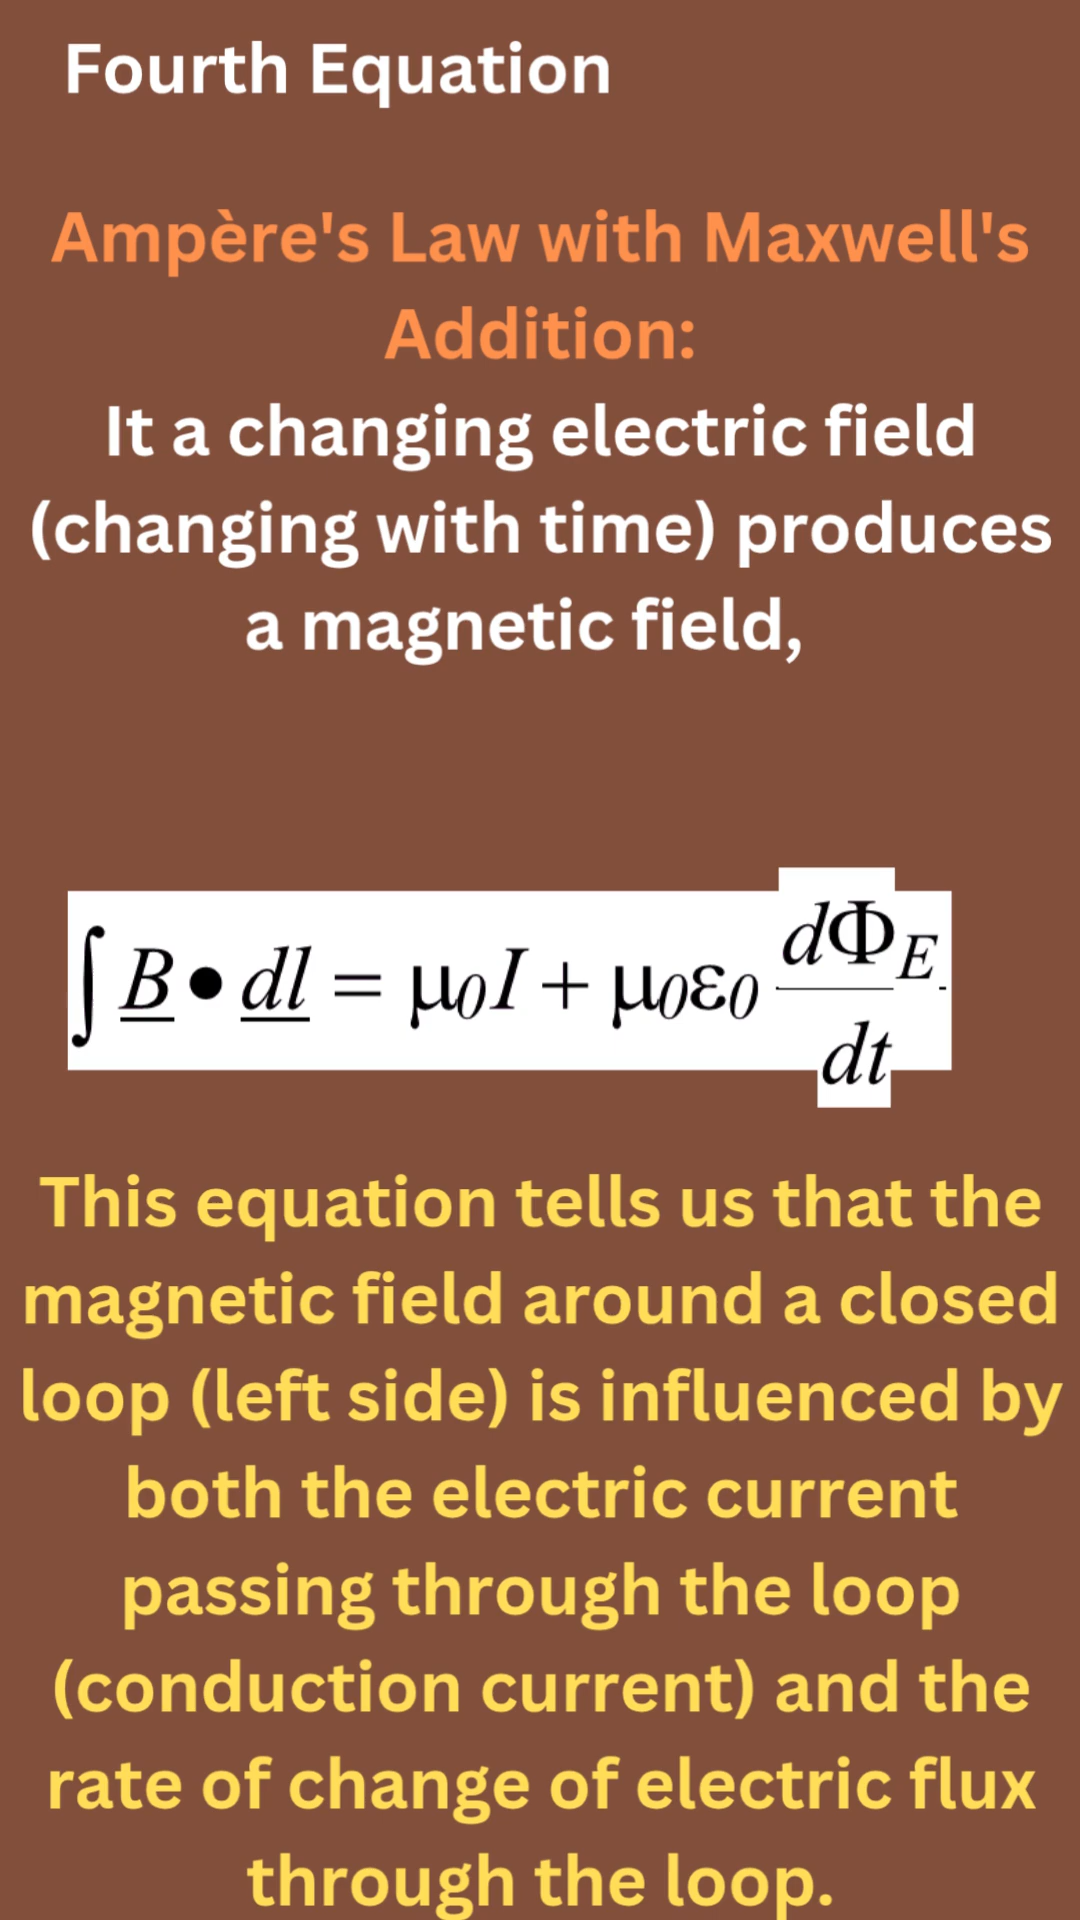 Fourth Equation
Ampère's Law with Maxwell's
Addition:
It a changing electric field
(changing with time) produces
a magnetic field,
∫ B • dl = μ₀I + μ₀ε₀ dΦ_E / dt
This equation tells us that the
magnetic field around a closed
loop (left side) is influenced by
both the electric current
passing through the loop
(conduction current) and the
rate of change of electric flux
through the loop.